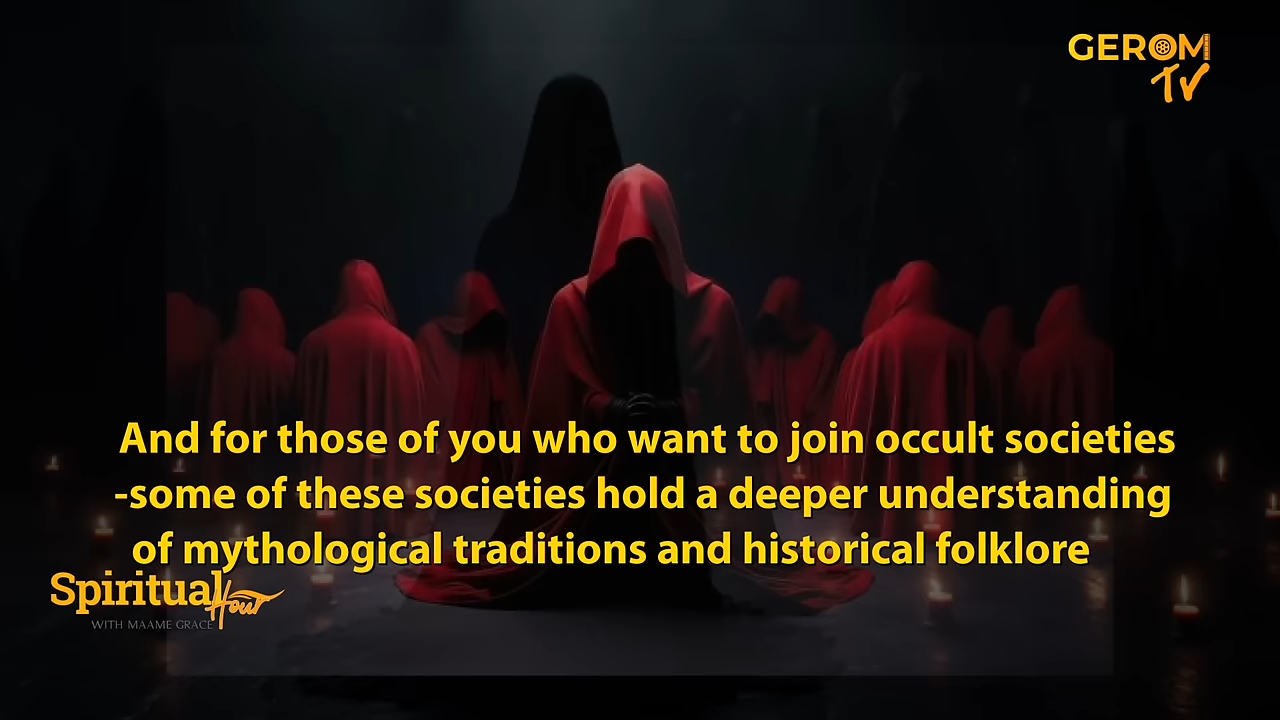 GEROM
TV
And for those of you who want to join occult societies
-some of these societies hold a deeper understanding
of mythological traditions and historical folklore
Spiritual Hour
WITH MAAME GRACE